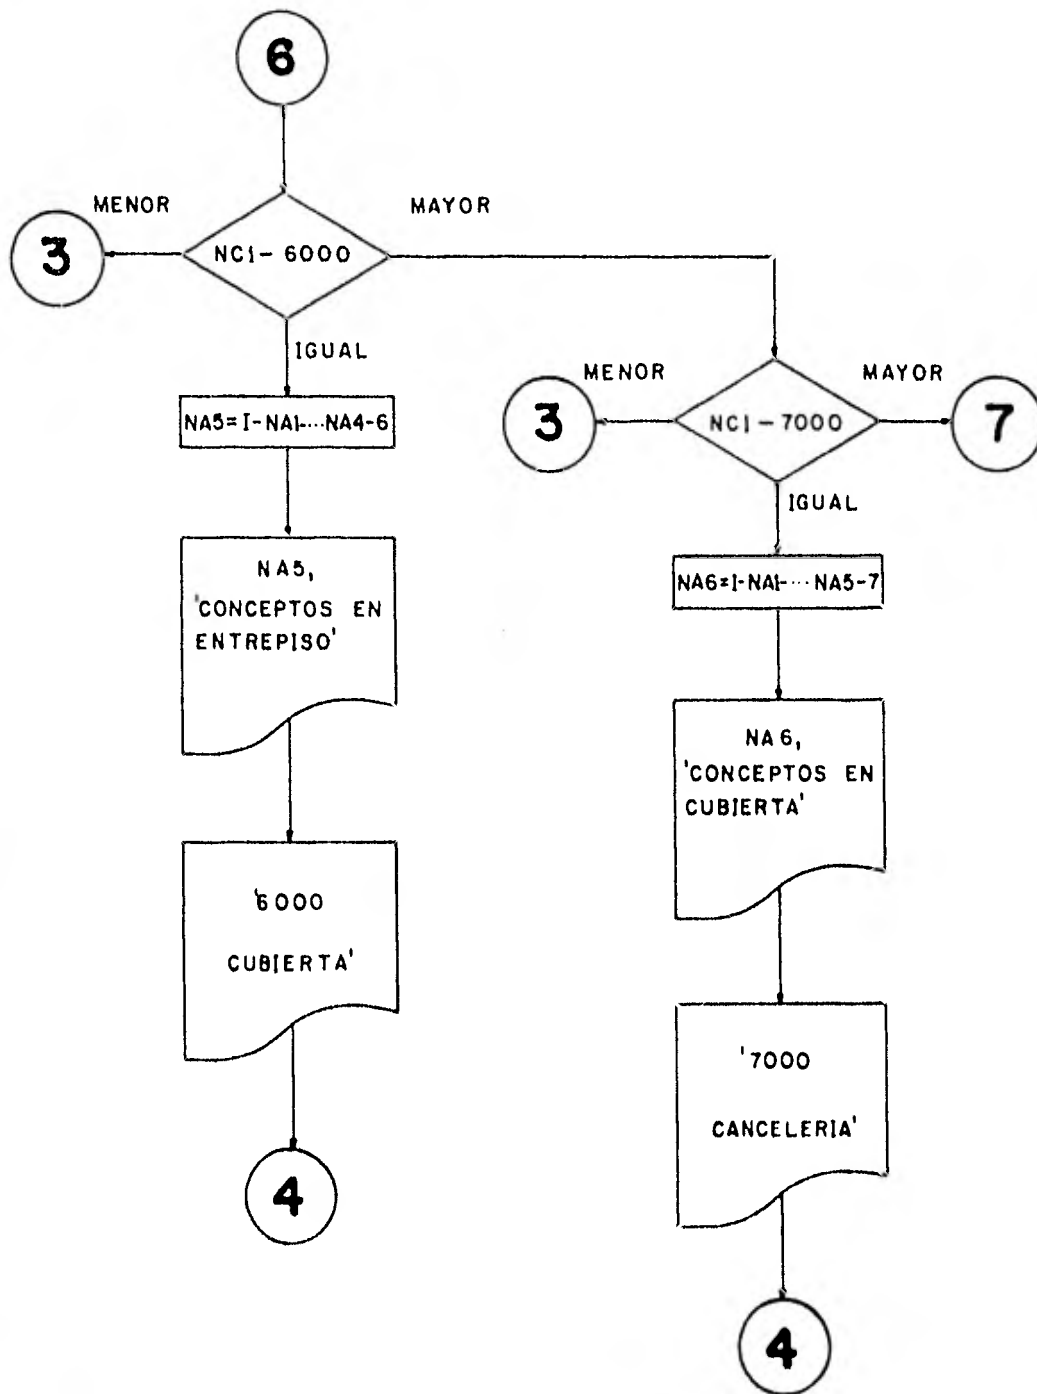 6
MENOR
MAYOR
3
NC1-6000
IGUAL
NA5=I-NA1-...NA4-6
NA5,
'CONCEPTOS EN
ENTREPISO'
'6000
CUBIERTA'
4
MENOR
MAYOR
3
NC1-7000
7
IGUAL
NA6=I-NA1-...NA5-7
NA6,
'CONCEPTOS EN
CUBIERTA'
'7000
CANCELERIA'
4